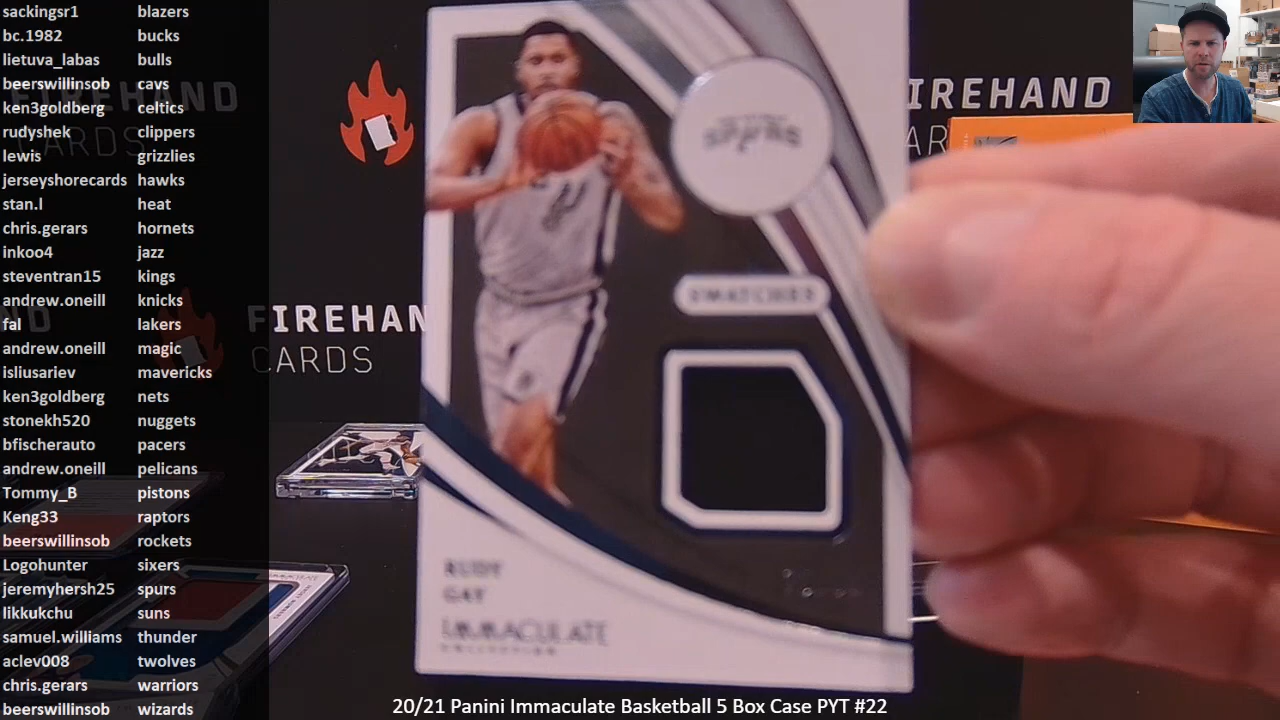 sackingsr1 blazers
bc.1982 bucks
lietuva_labas bulls
beerswillinsob cavs
ken3goldberg celtics
rudyshek clippers
lewis grizzlies
jerseyshorecards hawks
stan.l heat
chris.gerars hornets
inkoo4 jazz
steventran15 kings
andrew.oneill knicks
fal lakers
andrew.oneill magic
isliusariev mavericks
ken3goldberg nets
stonekh520 nuggets
bfischerauto pacers
andrew.oneill pelicans
Tommy_B pistons
Keng33 raptors
beerswillinsob rockets
Logohunter sixers
jeremyhersh25 spurs
likkukchu suns
samuel.williams thunder
aclev008 twolves
chris.gerars warriors
beerswillinsob wizards
EHAND
CARDS
FIREHAN
CARDS
IREHAND
AR
SPURS
SWATCHES
RUDY
GAY
IMMACULATE
COLLECTION
20/21 Panini Immaculate Basketball 5 Box Case PYT #22